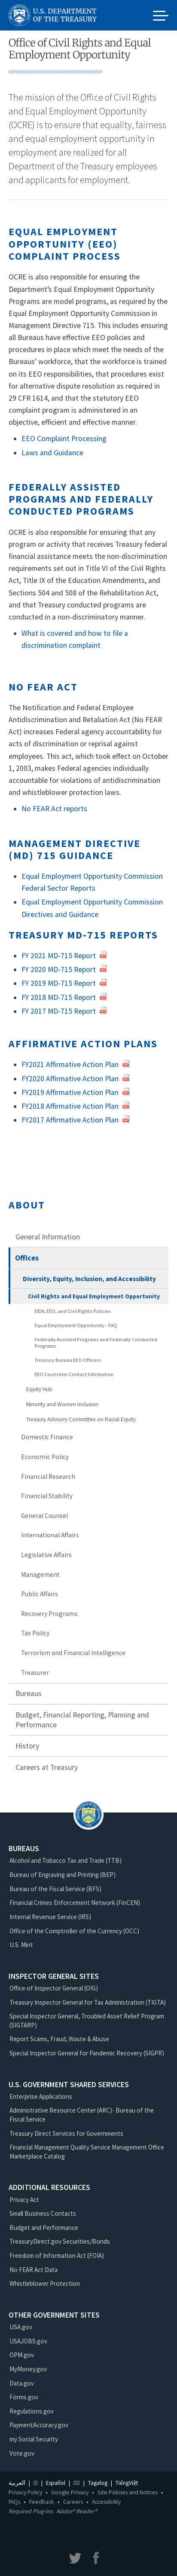 U.S. DEPARTMENT
OF THE TREASURY
Office of Civil Rights and Equal
Employment Opportunity
The mission of the Office of Civil Rights
and Equal Employment Opportunity
(OCRE) is to ensure that equality, fairness
and equal employment opportunity in
employment are realized for all
Department of the Treasury employees
and applicants for employment.
EQUAL EMPLOYMENT
OPPORTUNITY (EEO)
COMPLAINT PROCESS
OCRE is also responsible for ensuring the
Department's Equal Employment Opportunity
Programs and related programs, are informed by
the Equal Employment Opportunity Commission in
Management Directive 715. This includes ensuring
all Bureaus have effective EEO policies and
procedures in place that work to meet the needs of
the Bureaus' workforce, that there is an impartial
process for employees to raise EEO complaints,
that alternative dispute resolution as is required in
29 CFR 1614, and that the statutory EEO
complaint program is administered in an
objective, efficient and effective manner.
• EEO Complaint Processing
• Laws and Guidance
FEDERALLY ASSISTED
PROGRAMS AND FEDERALLY
CONDUCTED PROGRAMS
OCRE is also responsible for ensuring that any
program or activity that receives Treasury federal
financial assistance meets the nondiscrimination
requirements set out in Title VI of the Civil Rights
Act, Title IX of the Education Amendments, and
Sections 504 and 508 of the Rehabilitation Act,
and that Treasury conducted programs are
conducted in a non-discriminatory manner.
• What is covered and how to file a
discrimination complaint
NO FEAR ACT
The Notification and Federal Employee
Antidiscrimination and Retaliation Act (No FEAR
Act) increases Federal agency accountability for
acts of discrimination or reprisal against
employees. This act, which took effect on October
1, 2003, makes Federal agencies individually
accountable for violations of antidiscrimination
and whistleblower protection laws.
• No FEAR Act reports
MANAGEMENT DIRECTIVE
(MD) 715 GUIDANCE
• Equal Employment Opportunity Commission
Federal Sector Reports
• Equal Employment Opportunity Commission
Directives and Guidance
TREASURY MD-715 REPORTS
• FY 2021 MD-715 Report
• FY 2020 MD-715 Report
• FY 2019 MD-715 Report
• FY 2018 MD-715 Report
• FY 2017 MD-715 Report
AFFIRMATIVE ACTION PLANS
• FY2021 Affirmative Action Plan
• FY2020 Affirmative Action Plan
• FY2019 Affirmative Action Plan
• FY2018 Affirmative Action Plan
• FY2017 Affirmative Action Plan
ABOUT
General Information
Offices
Diversity, Equity, Inclusion, and Accessibility
Civil Rights and Equal Employment Opportunity
DEIA, EEO, and Civil Rights Policies
Equal Employment Opportunity - FAQ
Federally Assisted Programs and Federally Conducted
Programs
Treasury Bureau EEO Officers
EEO Counselor Contact Information
Equity Hub
Minority and Women Inclusion
Treasury Advisory Committee on Racial Equity
Domestic Finance
Economic Policy
Financial Research
Financial Stability
General Counsel
International Affairs
Legislative Affairs
Management
Public Affairs
Recovery Programs
Tax Policy
Terrorism and Financial Intelligence
Treasurer
Bureaus
Budget, Financial Reporting, Planning and
Performance
History
Careers at Treasury
BUREAUS
Alcohol and Tobacco Tax and Trade (TTB)
Bureau of Engraving and Printing (BEP)
Bureau of the Fiscal Service (BFS)
Financial Crimes Enforcement Network (FinCEN)
Internal Revenue Service (IRS)
Office of the Comptroller of the Currency (OCC)
U.S. Mint
INSPECTOR GENERAL SITES
Office of Inspector General (OIG)
Treasury Inspector General for Tax Administration (TIGTA)
Special Inspector General, Troubled Asset Relief Program
(SIGTARP)
Report Scams, Fraud, Waste & Abuse
Special Inspector General for Pandemic Recovery (SIGPR)
U.S. GOVERNMENT SHARED SERVICES
Enterprise Applications
Administrative Resource Center (ARC)- Bureau of the
Fiscal Service
Treasury Direct Services for Governments
Financial Management Quality Service Management Office
Marketplace Catalog
ADDITIONAL RESOURCES
Privacy Act
Small Business Contacts
Budget and Performance
TreasuryDirect.gov Securities/Bonds
Freedom of Information Act (FOIA)
No FEAR Act Data
Whistleblower Protection
OTHER GOVERNMENT SITES
USA.gov
USAJOBS.gov
OPM.gov
MyMoney.gov
Data.gov
Forms.gov
Regulations.gov
PaymentAccuracy.gov
my Social Security
Vote.gov
العربية | | Español | | Tagalog | TiếngViệt
Privacy Policy • Google Privacy • Site Policies and Notices •
FAQs • Feedback • Careers • Accessibility
Required Plug-ins: Adobe® Reader®